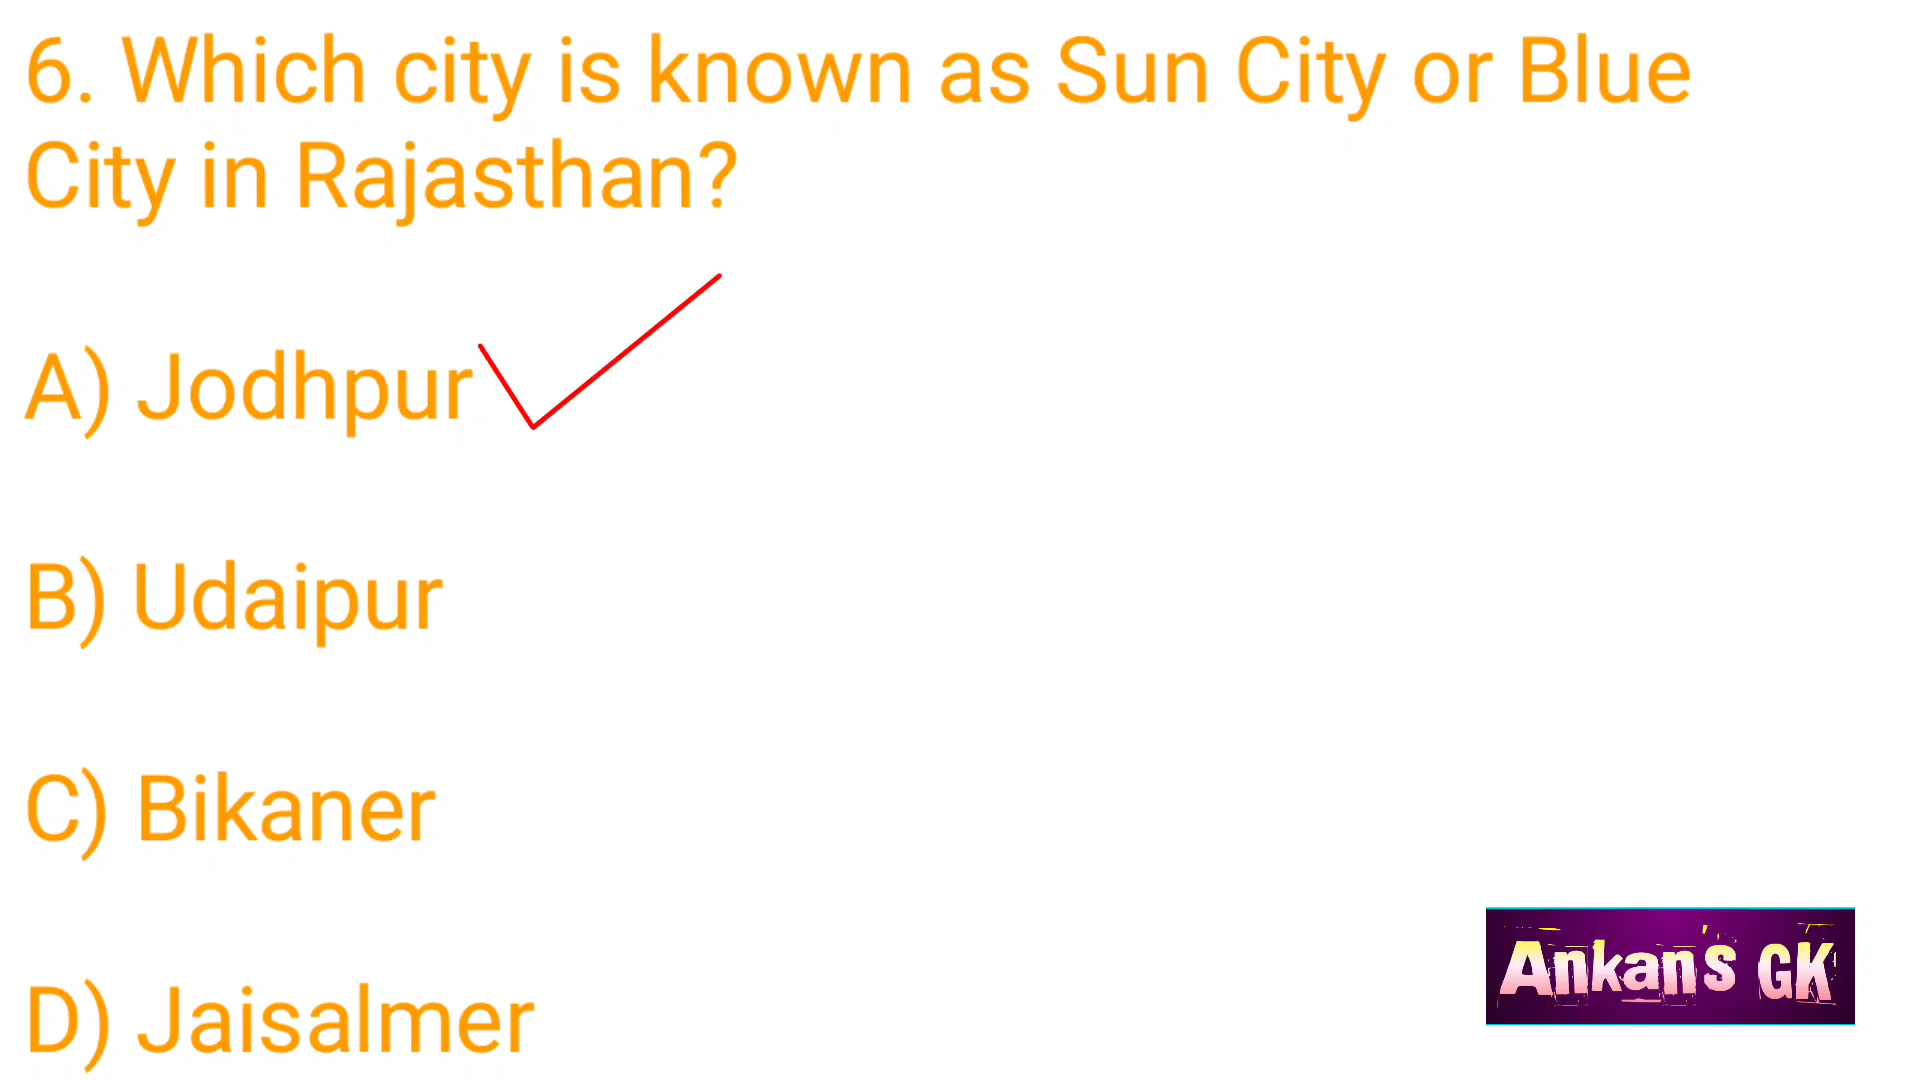 6. Which city is known as Sun City or Blue
City in Rajasthan?
A) Jodhpur
B) Udaipur
C) Bikaner
D) Jaisalmer
Ankan's GK